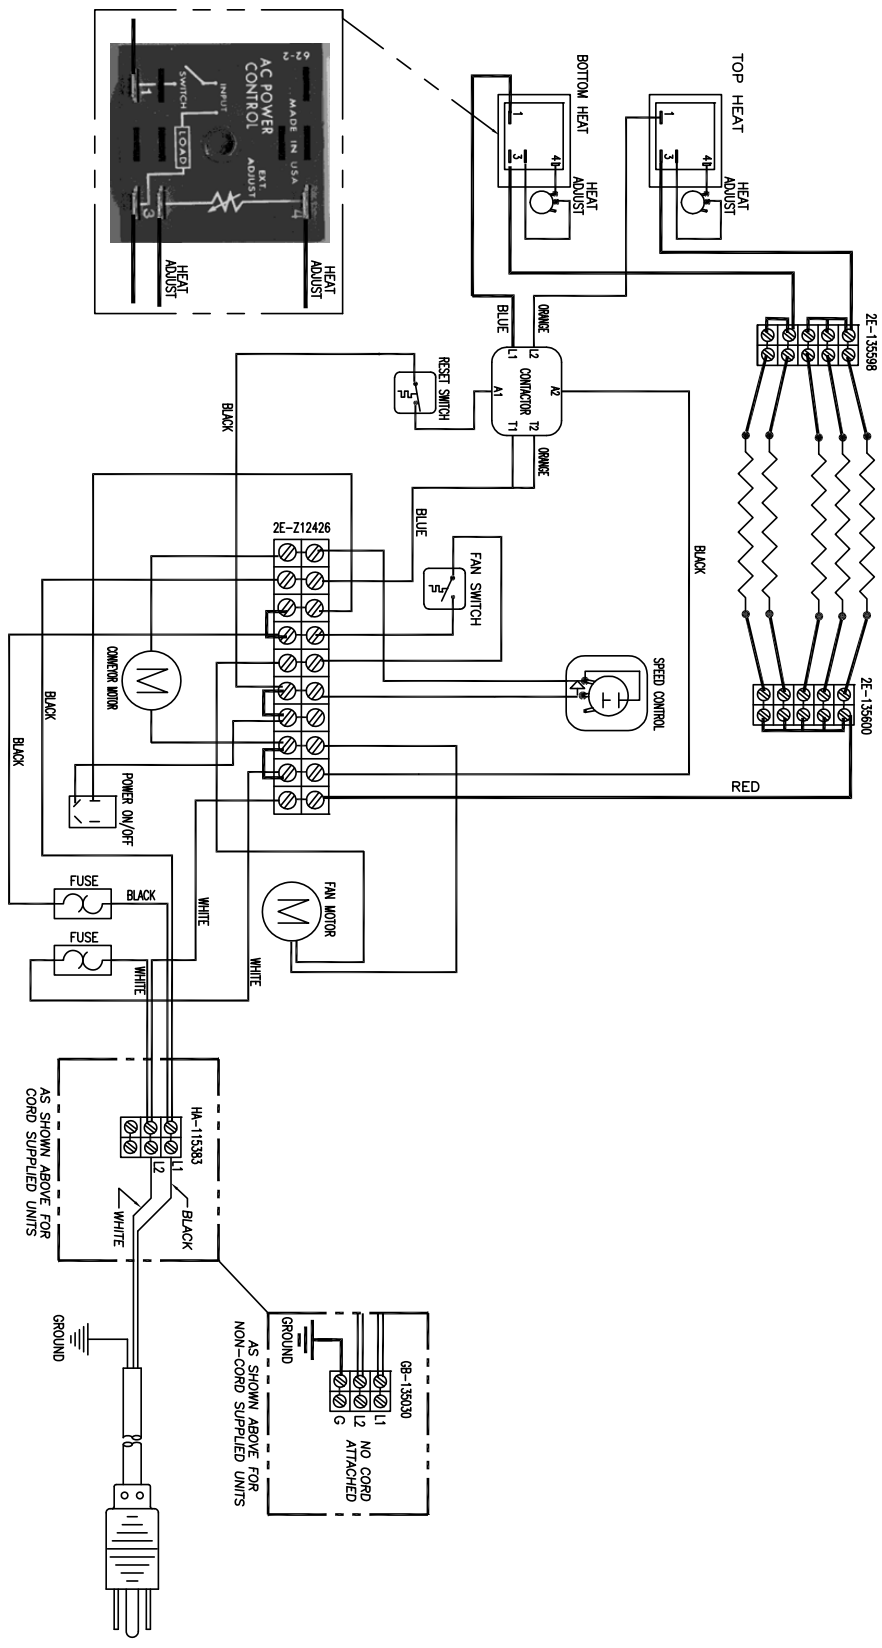 TOP HEAT
1
3
4
HEAT
ADJUST
BOTTOM HEAT
1
3
4
HEAT
ADJUST
62-2
AC POWER
CONTROL
MADE IN USA
INPUT
SWITCH
LOAD
EXT.
ADJUST
1
3
4
HEAT
ADJUST
HEAT
ADJUST
2E-135598
BLUE
ORANGE
L1
L2
CONTACTOR
A1
A2
T1
T2
ORANGE
RESET SWITCH
BLACK
BLUE
BLACK
2E-Z12426
FAN SWITCH
SPEED CONTROL
2E-135600
RED
CONVEYOR MOTOR
M
BLACK
BLACK
POWER ON/OFF
FUSE
BLACK
FUSE
WHITE
WHITE
WHITE
FAN MOTOR
M
HA-115383
L1
L2
BLACK
WHITE
AS SHOWN ABOVE FOR
CORD SUPPLIED UNITS
GROUND
GROUND
GB-135030
L1
L2
G
NO CORD
ATTACHED
AS SHOWN ABOVE FOR
NON-CORD SUPPLIED UNITS